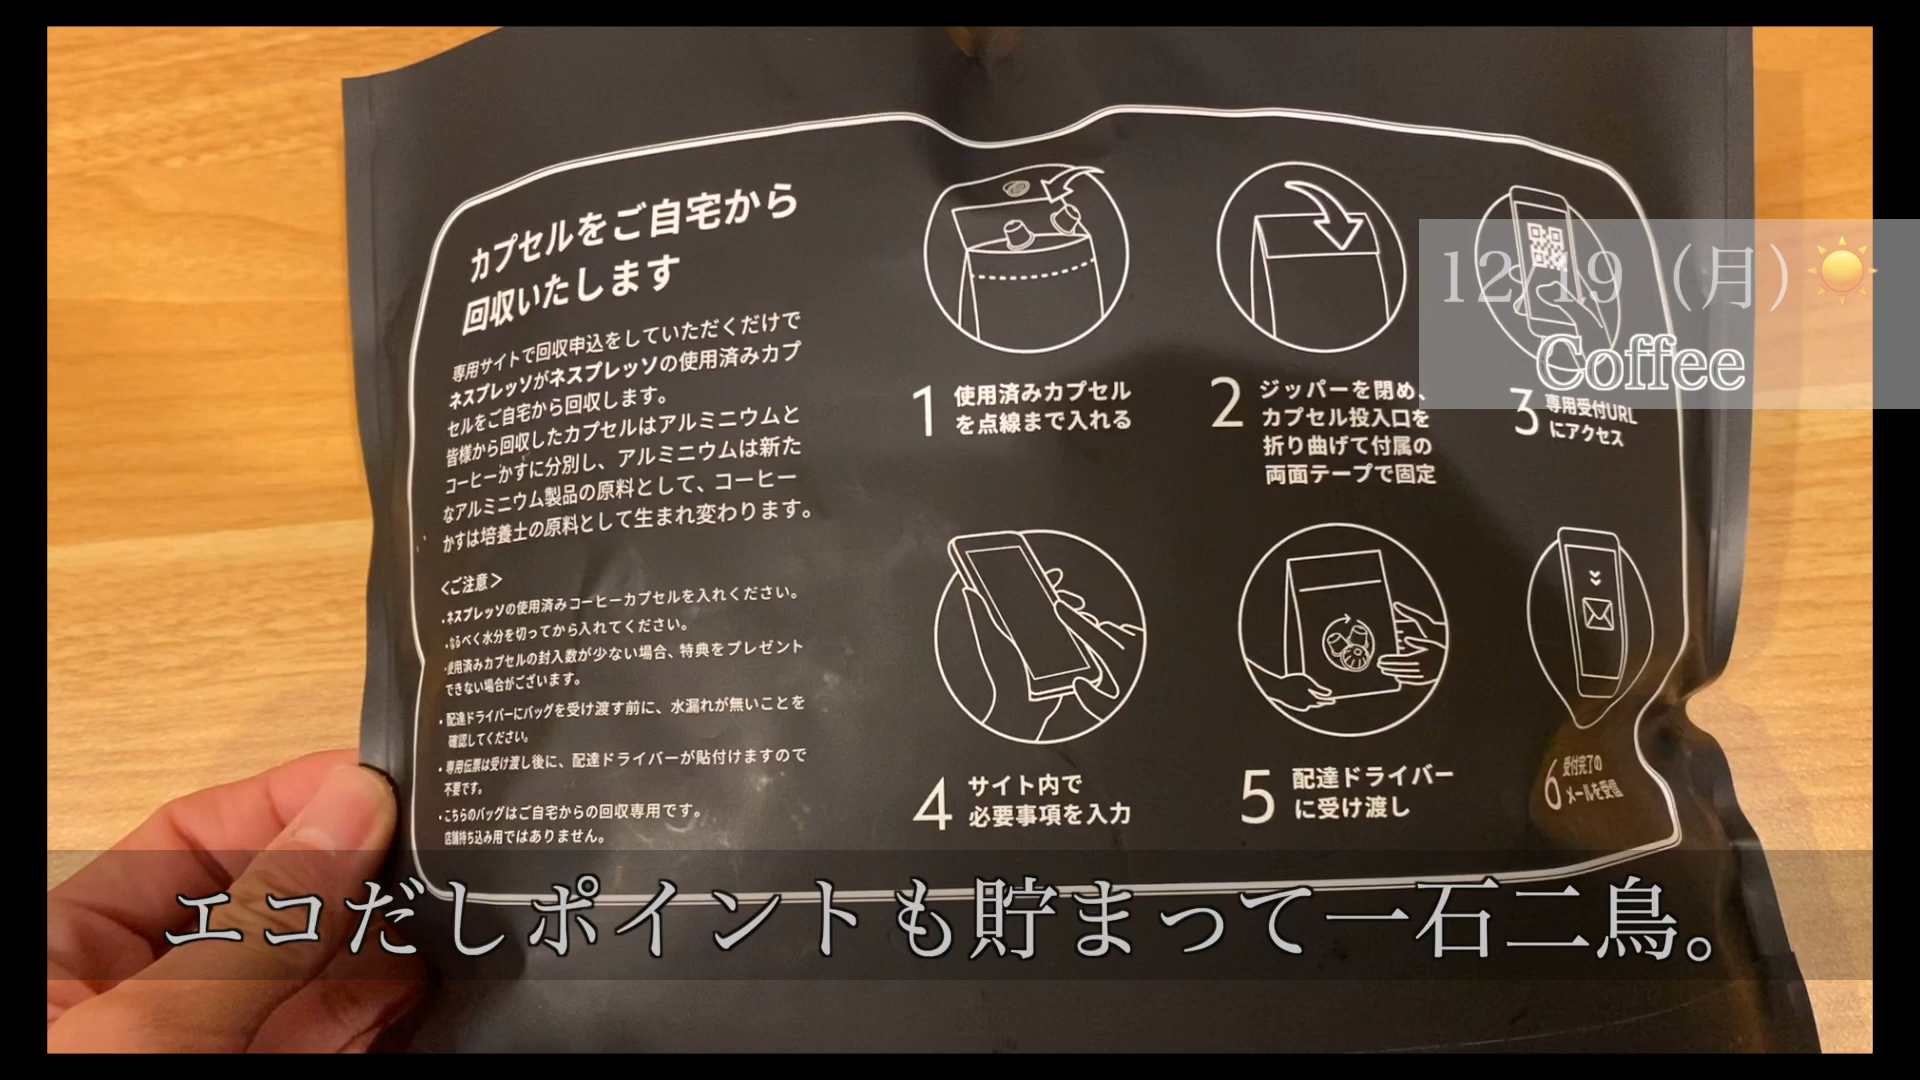 カプセルをご自宅から
回収いたします
専用サイトで回収申込をしていただくだけで
ネスプレッソがネスプレッソの使用済みカプ
セルをご自宅から回収します。
皆様から回収したカプセルはアルミニウムと
コーヒーかすに分別し、アルミニウムは新た
なアルミニウム製品の原料として、コーヒー
かすは培養土の原料として生まれ変わります。
＜ご注意＞
・ネスプレッソの使用済みコーヒーカプセルを入れください。
・なるべく水分を切ってから入れてください。
・使用済みカプセルの封入数が少ない場合、特典をプレゼント
できない場合がございます。
・配達ドライバーにバッグを受け渡す前に、水漏れが無いことを
確認してください。
・専用伝票は受け渡し後に、配達ドライバーが貼付けますので
不要です。
・こちらのバッグはご自宅からの回収専用です。
店舗持ち込み用ではありません。
1 使用済みカプセル
を点線まで入れる
2 ジッパーを閉め、
カプセル投入口を
折り曲げて付属の
両面テープで固定
3 専用受付URL
にアクセス
4 サイト内で
必要事項を入力
5 配達ドライバー
に受け渡し
6 受付完了の
メールを受信
12/19（月）☀️
Coffee
エコだしポイントも貯まって一石二鳥。